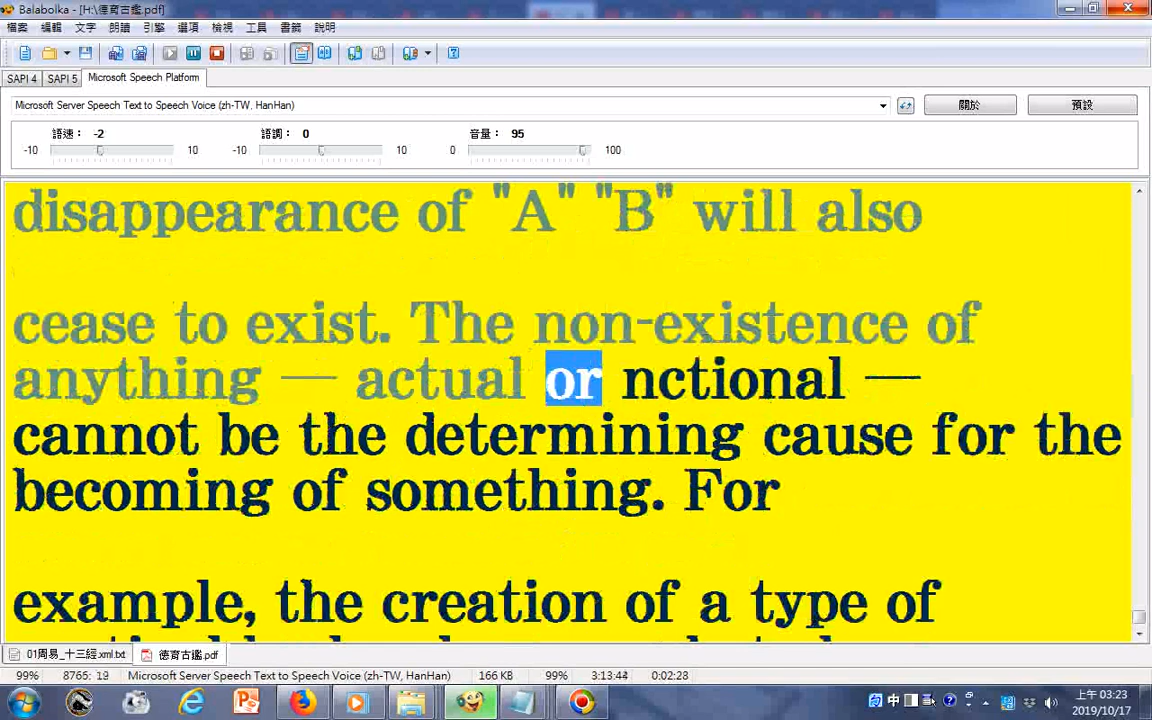 Balabolka - [H:\德育古鑑.pdf]
檔案 編輯 文字 朗讀 引擎 選項 檢視 工具 書籤 說明
SAPI 4 SAPI 5 Microsoft Speech Platform
Microsoft Server Speech Text to Speech Voice (zh-TW, HanHan) 關於 預設
語速： -2 語調： 0 音量： 95
-10 10 -10 10 0 100
disappearance of "A" "B" will also
cease to exist. The non-existence of
anything — actual or nctional —
cannot be the determining cause for the
becoming of something. For
example, the creation of a type of
01周易_十三經.xml.txt 德育古鑑.pdf
99% 8765: 19 Microsoft Server Speech Text to Speech Voice (zh-TW, HanHan) 166 KB 99% 3:13:44 0:02:28
中 上午 03:23
2019/10/17